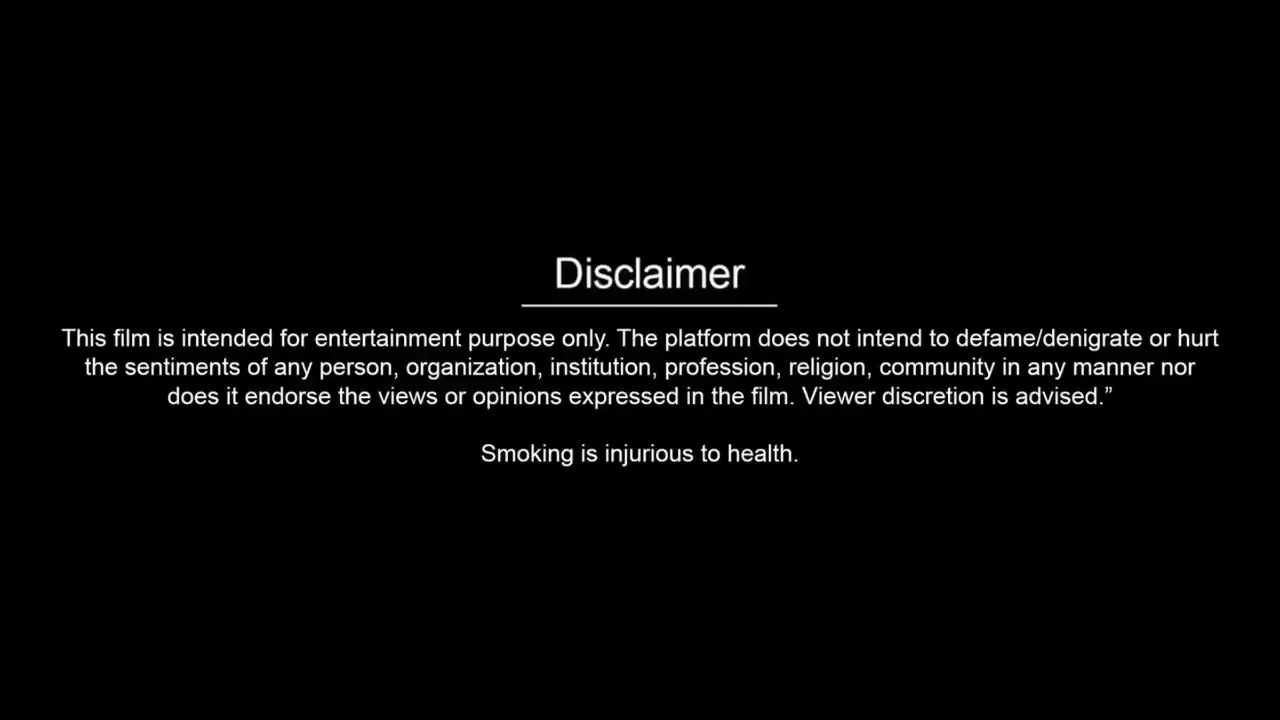 Disclaimer
This film is intended for entertainment purpose only. The platform does not intend to defame/denigrate or hurt
the sentiments of any person, organization, institution, profession, religion, community in any manner nor
does it endorse the views or opinions expressed in the film. Viewer discretion is advised.”
Smoking is injurious to health.